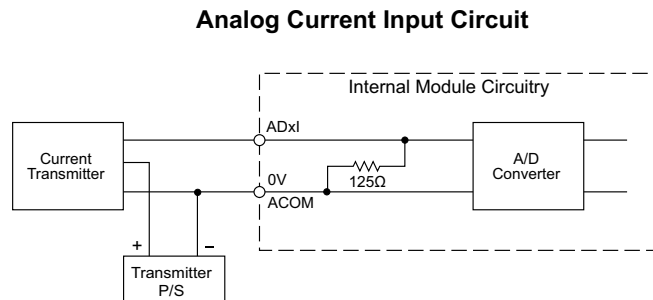 Analog Current Input Circuit
Internal Module Circuitry
ADxI
Current
Transmitter
125Ω
A/D
Converter
0V
ACOM
+
–
Transmitter
P/S